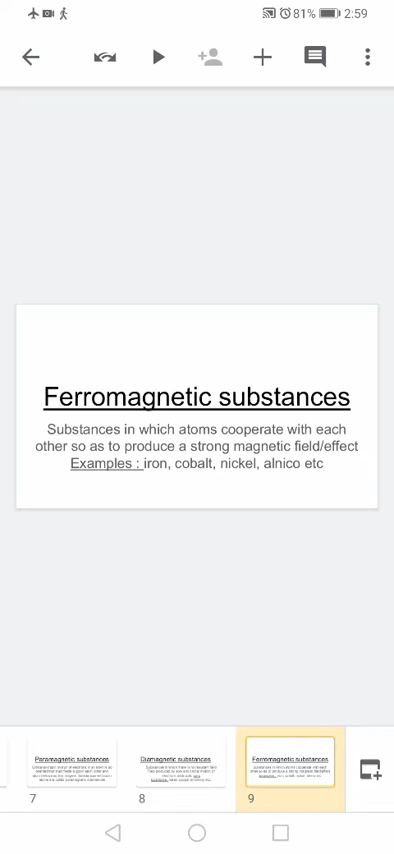 81% 2:59
Ferromagnetic substances
Substances in which atoms cooperate with each
other so as to produce a strong magnetic field/effect
Examples : iron, cobalt, nickel, alnico etc
Paramagnetic substances
Diamagnetic substances
Ferromagnetic substances
7
8
9